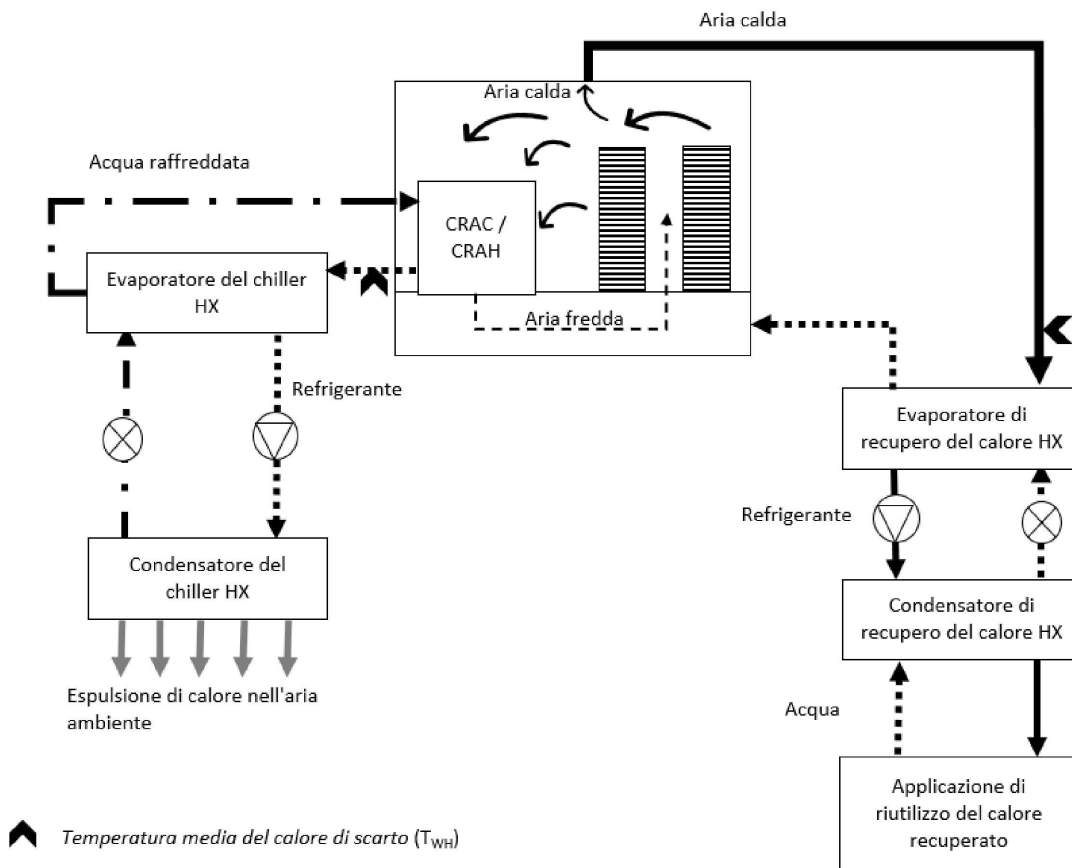 Aria calda
Aria calda
Acqua raffreddata
CRAC /
CRAH
Evaporatore del chiller
HX
Aria fredda
Refrigerante
Evaporatore di
recupero del calore HX
Refrigerante
Condensatore del
chiller HX
Condensatore di
recupero del calore HX
Espulsione di calore nell'aria
ambiente
Acqua
Applicazione di
riutilizzo del calore
recuperato
Temperatura media del calore di scarto (TWH)